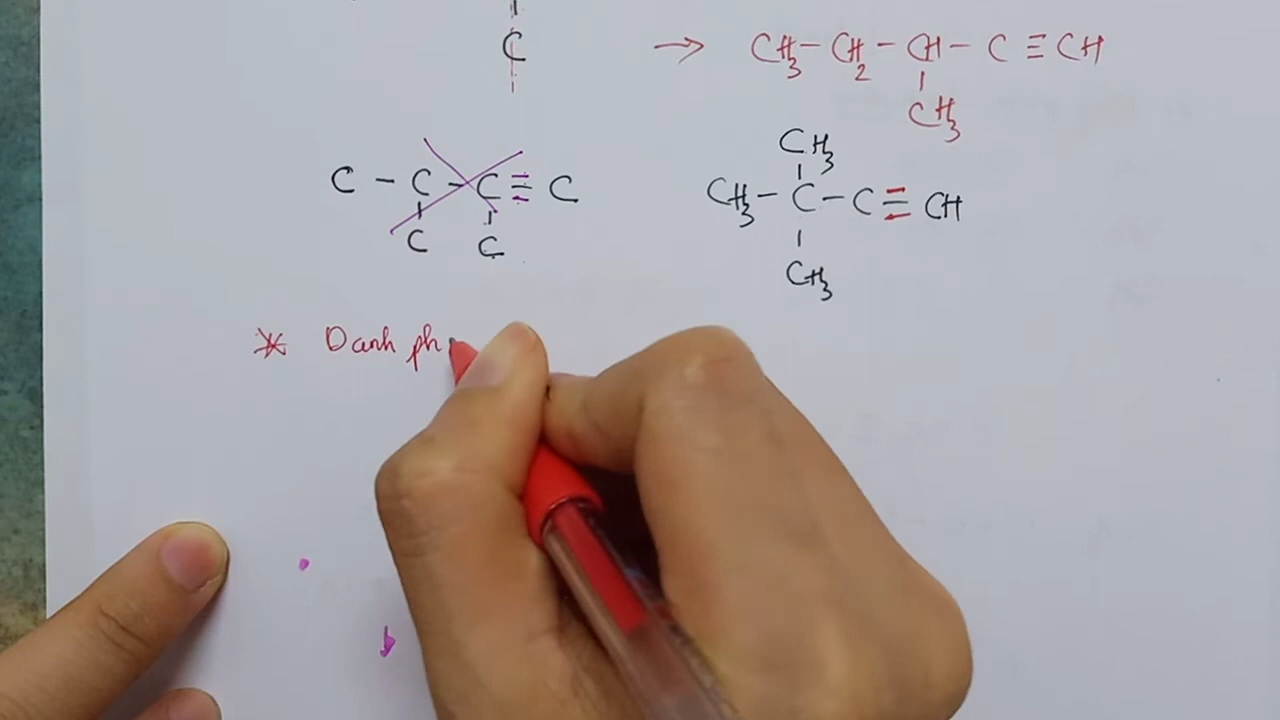 C → CH3 - CH2 - CH - C ≡ CH
CH3
CH3
C - C - C ≡ C CH3 - C - C ≡ CH
C C
CH3
* Danh ph